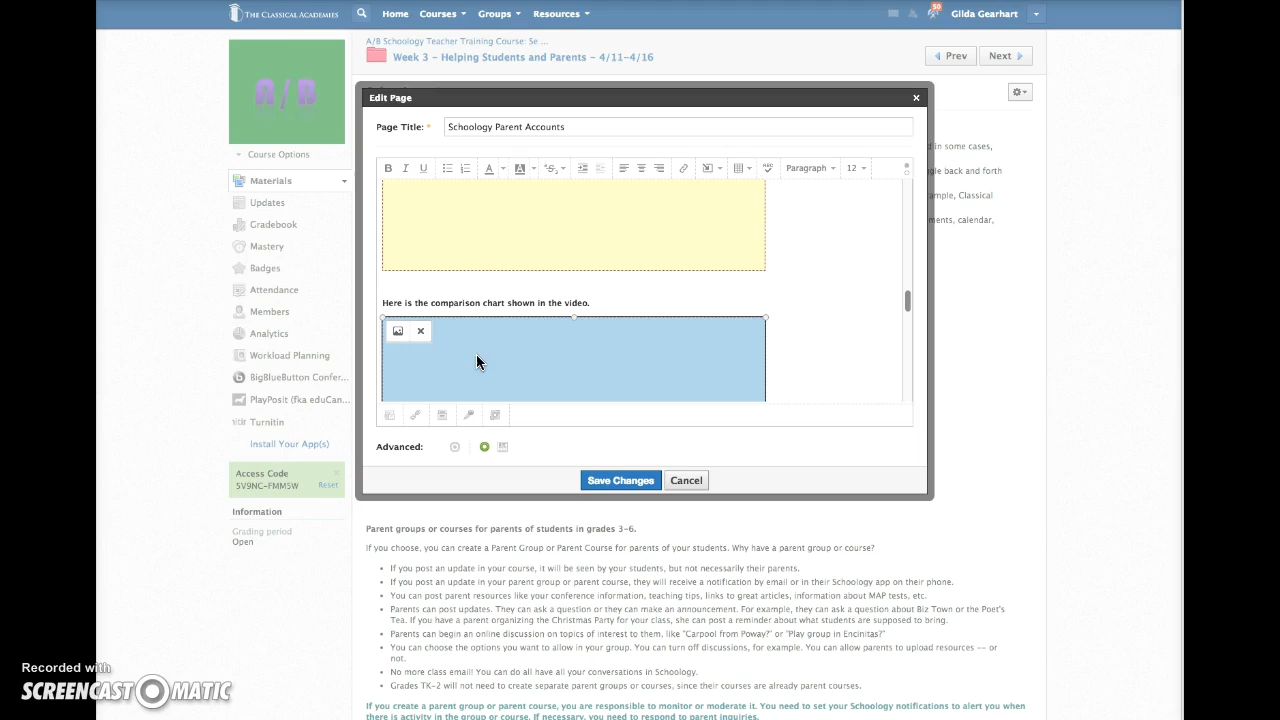 THE CLASSICAL ACADEMIES
Home
Courses
Groups
Resources
50
Gilda Gearhart
A/B Schoology Teacher Training Course: Se ...
Week 3 – Helping Students and Parents – 4/11–4/16
Prev
Next
A/B
Edit Page
Page Title: *
Schoology Parent Accounts
B I U
A
A
S
ABC
Paragraph
12
d in some cases,
gle back and forth
ample, Classical
ments, calendar,
Course Options
Materials
Updates
Gradebook
Mastery
Badges
Attendance
Members
Analytics
Workload Planning
BigBlueButton Confer...
PlayPosit (fka eduCan...
Turnitin
Install Your App(s)
Access Code
5V9NC-FMM5W
Reset
Information
Grading period
Open
Here is the comparison chart shown in the video.
Advanced:
Save Changes
Cancel
Parent groups or courses for parents of students in grades 3–6.
If you choose, you can create a Parent Group or Parent Course for parents of your students. Why have a parent group or course?
• If you post an update in your course, it will be seen by your students, but not necessarily their parents.
• If you post an update in your parent group or parent course, they will receive a notification by email or in their Schoology app on their phone.
• You can post parent resources like your conference information, teaching tips, links to great articles, information about MAP tests, etc.
• Parents can post updates. They can ask a question or they can make an announcement. For example, they can ask a question about Biz Town or the Poet's
Tea. If you have a parent organizing the Christmas Party for your class, she can post a reminder about what students are supposed to bring.
• Parents can begin an online discussion on topics of interest to them, like "Carpool from Poway?" or "Play group in Encinitas?"
• You can choose the options you want to allow in your group. You can turn off discussions, for example. You can allow parents to upload resources –– or
not.
• No more class email! You can do all have all your conversations in Schoology.
• Grades TK–2 will not need to create separate parent groups or courses, since their courses are already parent courses.
If you create a parent group or parent course, you are responsible to monitor or moderate it. You need to set your Schoology notifications to alert you when
there is activity in the group or course. If necessary, you need to respond to parent inquiries.
Recorded with
SCREENCAST-O-MATIC